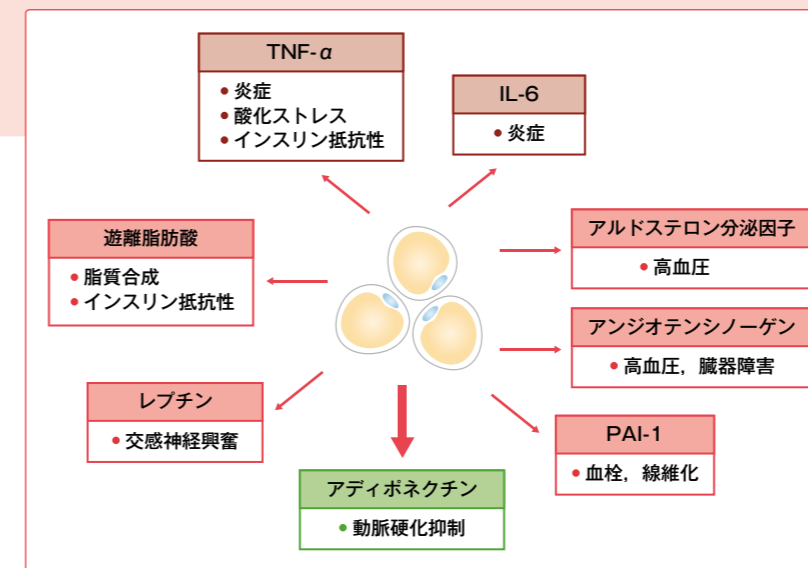 TNF-α
• 炎症
• 酸化ストレス
• インスリン抵抗性
IL-6
• 炎症
遊離脂肪酸
• 脂質合成
• インスリン抵抗性
アルドステロン分泌因子
• 高血圧
アンジオテンシノーゲン
• 高血圧，臓器障害
レプチン
• 交感神経興奮
PAI-1
• 血栓，線維化
アディポネクチン
• 動脈硬化抑制